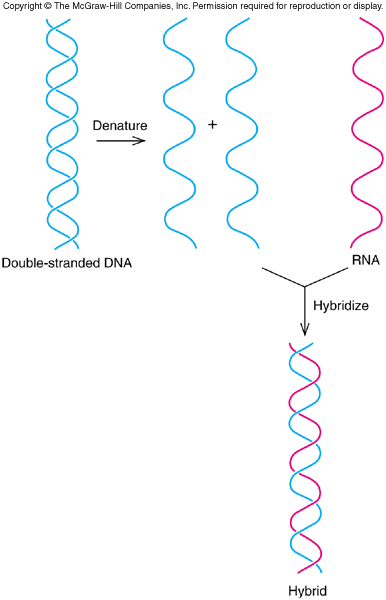 Copyright © The McGraw-Hill Companies, Inc. Permission required for reproduction or display.
Denature
+
Double-stranded DNA
RNA
Hybridize
Hybrid